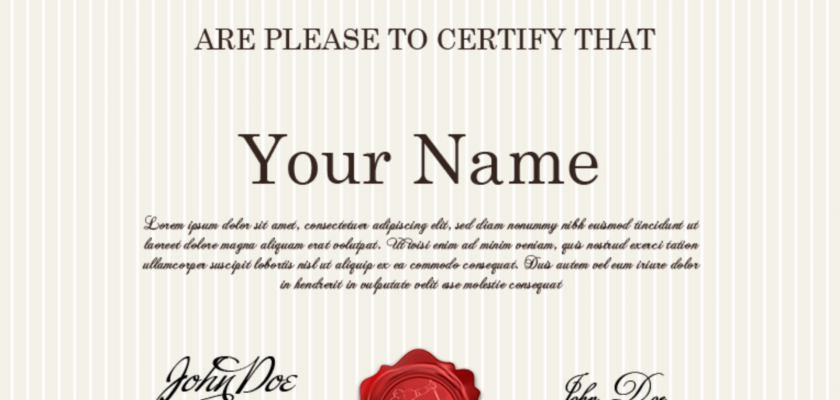 ARE PLEASE TO CERTIFY THAT
Your Name
Lorem ipsum dolor sit amet, consectetuer adipiscing elit, sed diam nonummy nibh euismod tincidunt ut
laoreet dolore magna aliquam erat volutpat. Ut wisi enim ad minim veniam, quis nostrud exerci tation
ullamcorper suscipit lobortis nisl ut aliquip ex ea commodo consequat. Duis autem vel eum iriure dolor
in hendrerit in vulputate velit esse molestie consequat
John Doe
John Doe